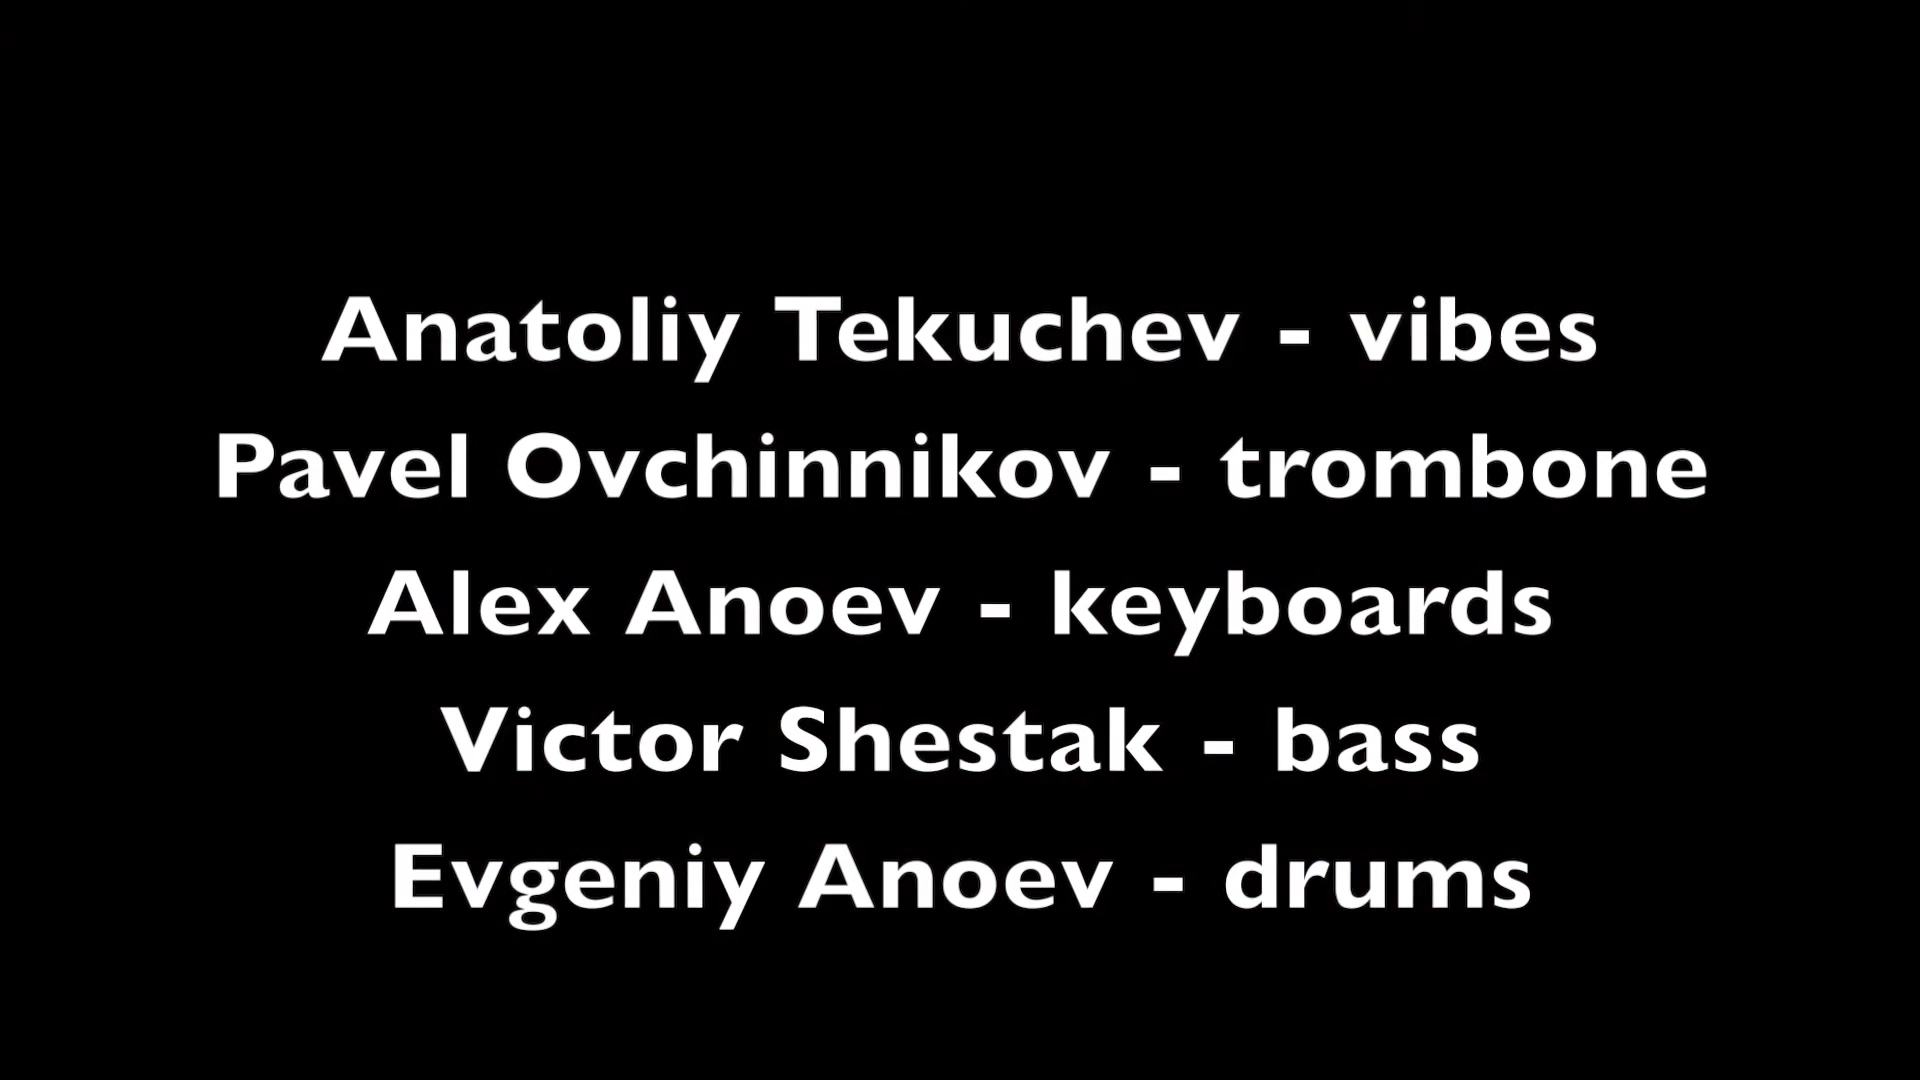 Anatoliy Tekuchev - vibes
Pavel Ovchinnikov - trombone
Alex Anoev - keyboards
Victor Shestak - bass
Evgeniy Anoev - drums